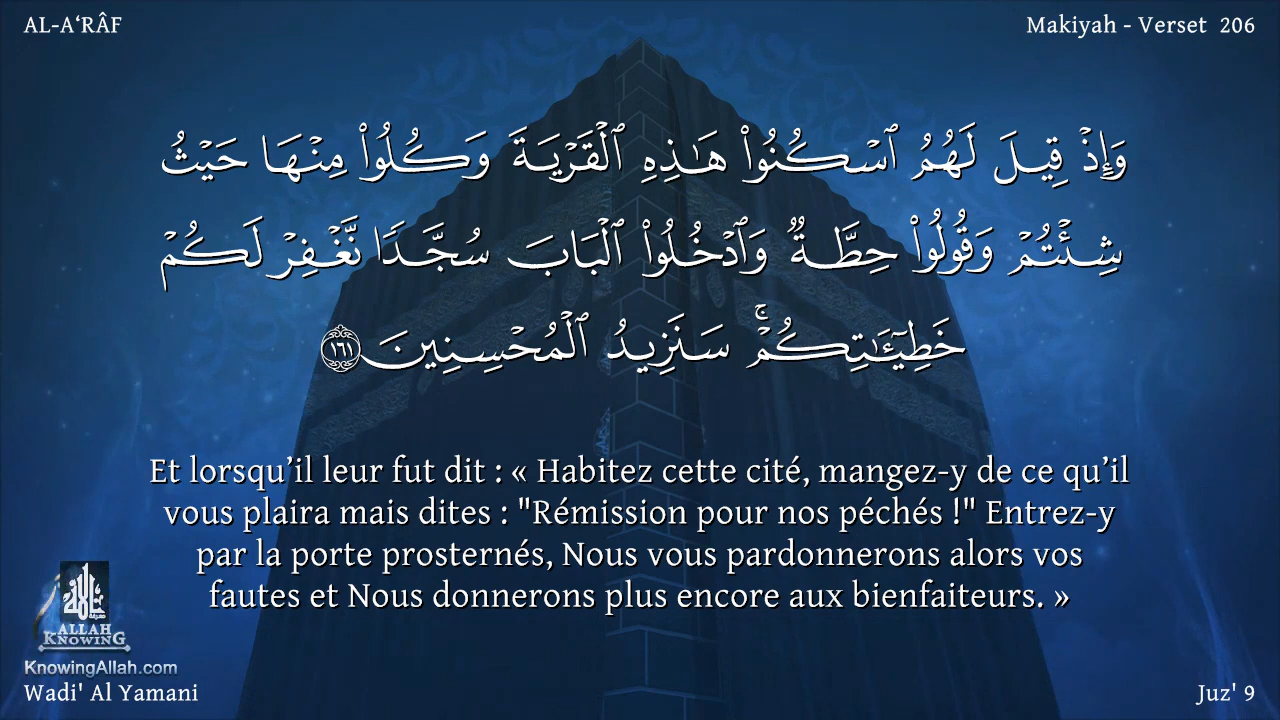 AL-A‘RÂF
Makiyah - Verset 206
وَإِذْ قِيلَ لَهُمُ ٱسْكُنُوا۟ هَٰذِهِ ٱلْقَرْيَةَ وَكُلُوا۟ مِنْهَا حَيْثُ
شِئْتُمْ وَقُولُوا۟ حِطَّةٌ وَٱدْخُلُوا۟ ٱلْبَابَ سُجَّدًا نَّغْفِرْ لَكُمْ
خَطِيٓـَٰٔتِكُمْ ۚ سَنَزِيدُ ٱلْمُحْسِنِينَ ١٦١
Et lorsqu’il leur fut dit : « Habitez cette cité, mangez-y de ce qu’il
vous plaira mais dites : "Rémission pour nos péchés !" Entrez-y
par la porte prosternés, Nous vous pardonnerons alors vos
fautes et Nous donnerons plus encore aux bienfaiteurs. »
ALLAH
KNOWING
KnowingAllah.com
Wadi' Al Yamani
Juz' 9